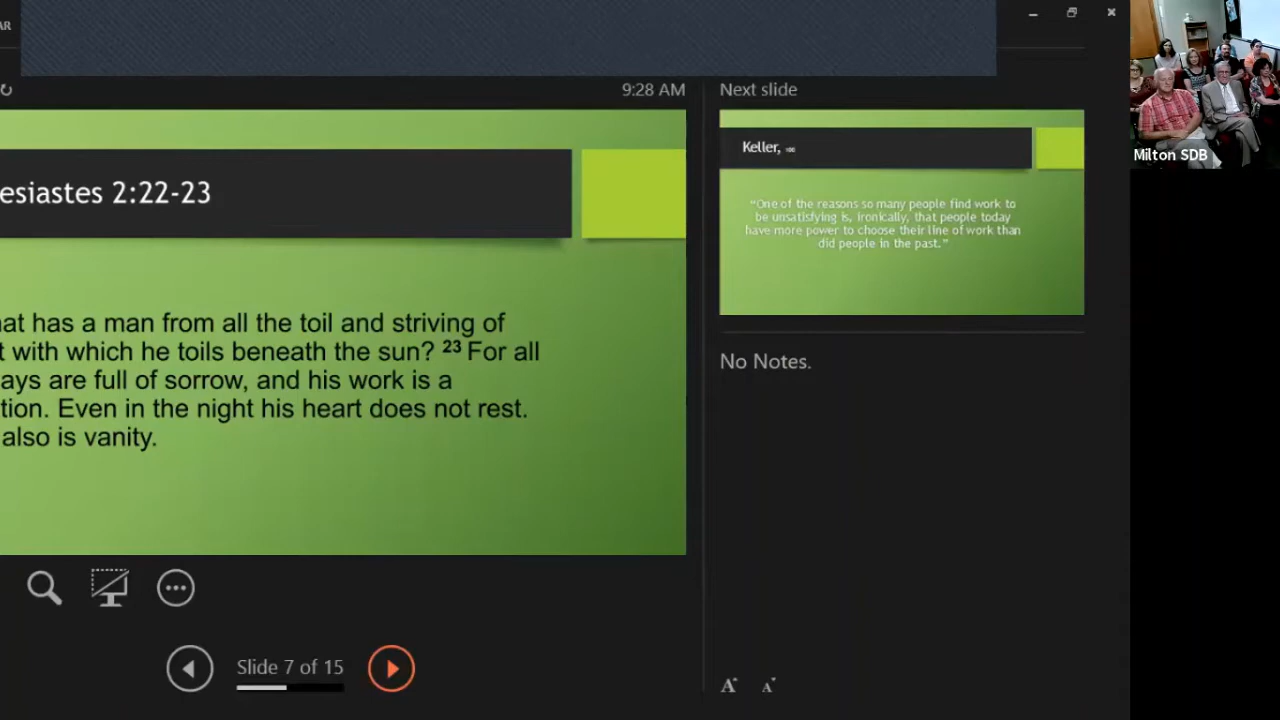 AR
9:28 AM
Next slide
esiastes 2:22-23
Keller,
"One of the reasons so many people find work to
be unsatisfying is, ironically, that people today
have more power to choose their line of work than
did people in the past."
Milton SDB
at has a man from all the toil and striving of
t with which he toils beneath the sun? 23 For all
ays are full of sorrow, and his work is a
tion. Even in the night his heart does not rest.
also is vanity.
No Notes.
Slide 7 of 15
A A